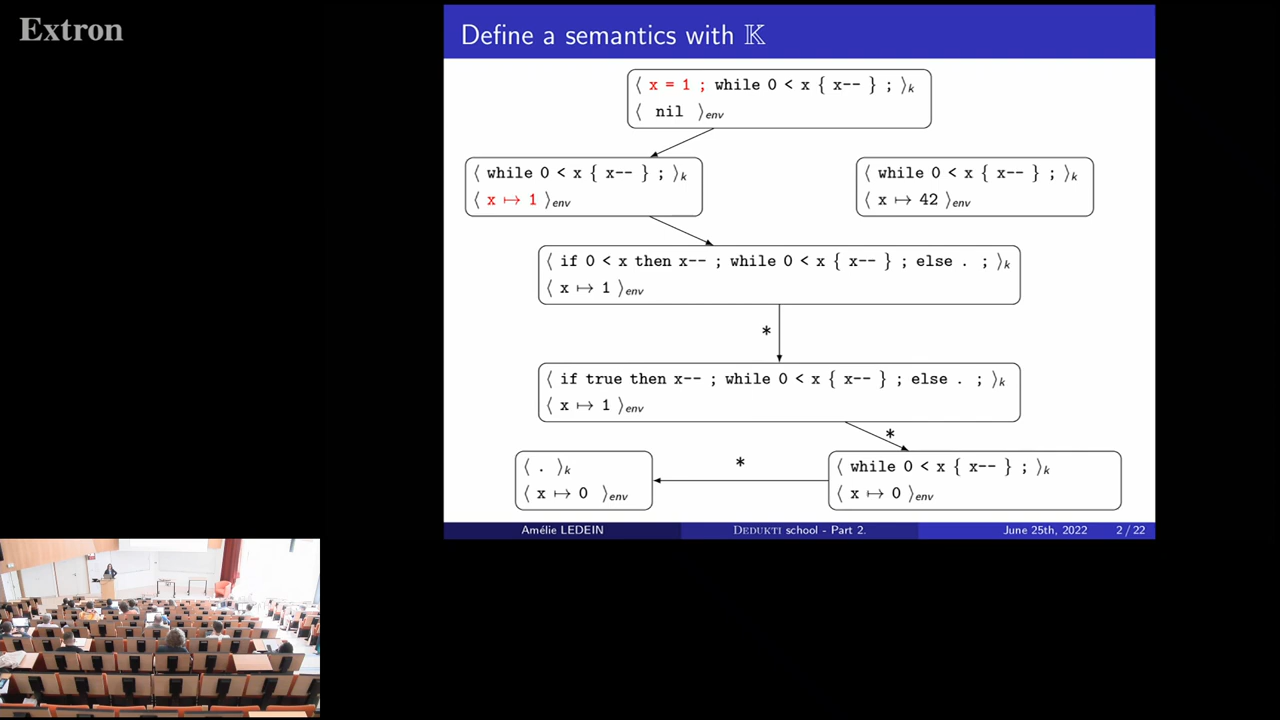 Extron
Define a semantics with 𝕂
⟨ x = 1 ; while 0 < x { x-- } ; ⟩k
⟨ nil ⟩env
⟨ while 0 < x { x-- } ; ⟩k
⟨ x ↦ 1 ⟩env
⟨ while 0 < x { x-- } ; ⟩k
⟨ x ↦ 42 ⟩env
⟨ if 0 < x then x-- ; while 0 < x { x-- } ; else . ; ⟩k
⟨ x ↦ 1 ⟩env
*
⟨ if true then x-- ; while 0 < x { x-- } ; else . ; ⟩k
⟨ x ↦ 1 ⟩env
*
⟨ . ⟩k
⟨ x ↦ 0 ⟩env
*
⟨ while 0 < x { x-- } ; ⟩k
⟨ x ↦ 0 ⟩env
Amélie LEDEIN
DEDUKTI school - Part 2.
June 25th, 2022
2 / 22